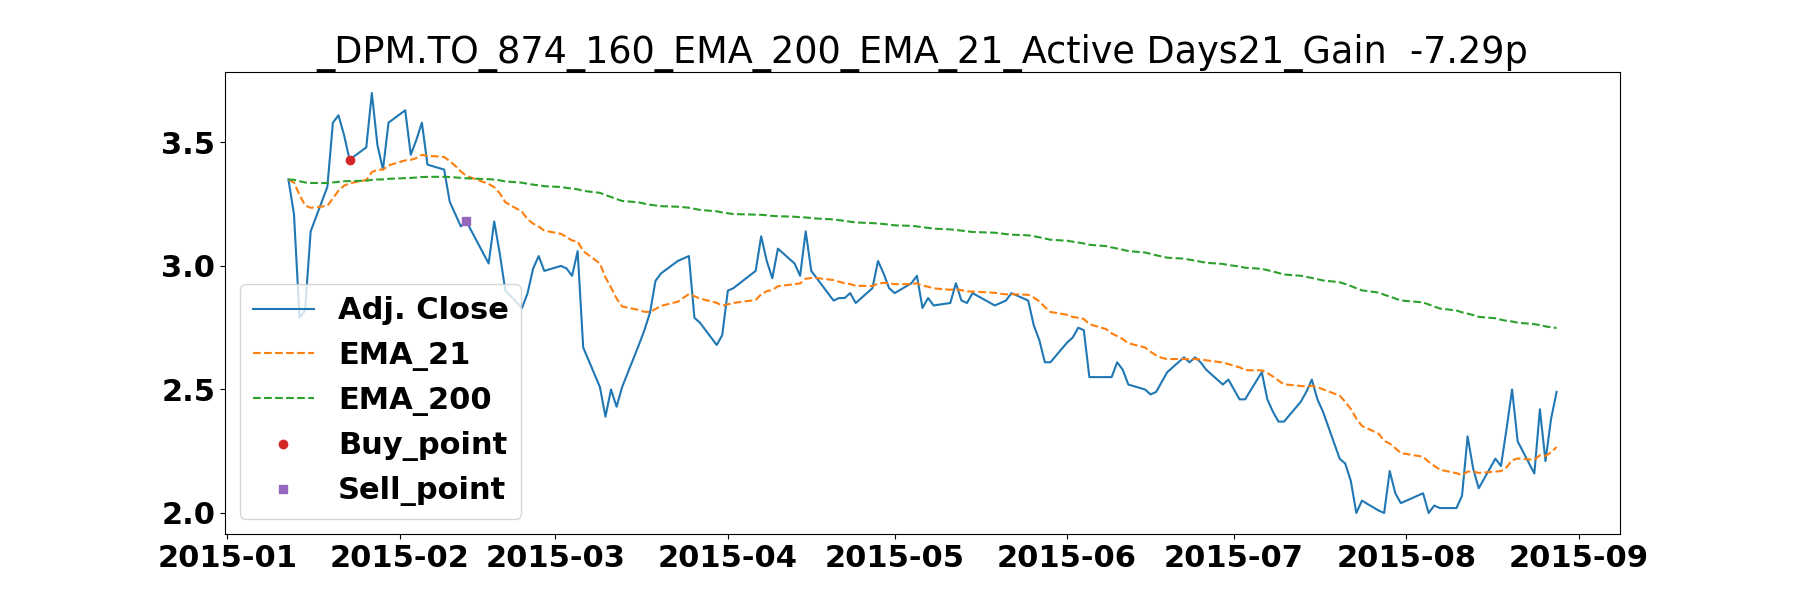 _DPM.TO_874_160_EMA_200_EMA_21_Active Days21_Gain  -7.29p
3.5
3.0
2.5
2.0
Adj. Close
EMA_21
EMA_200
Buy_point
Sell_point
2015-01 2015-02 2015-03 2015-04 2015-05 2015-06 2015-07 2015-08 2015-09